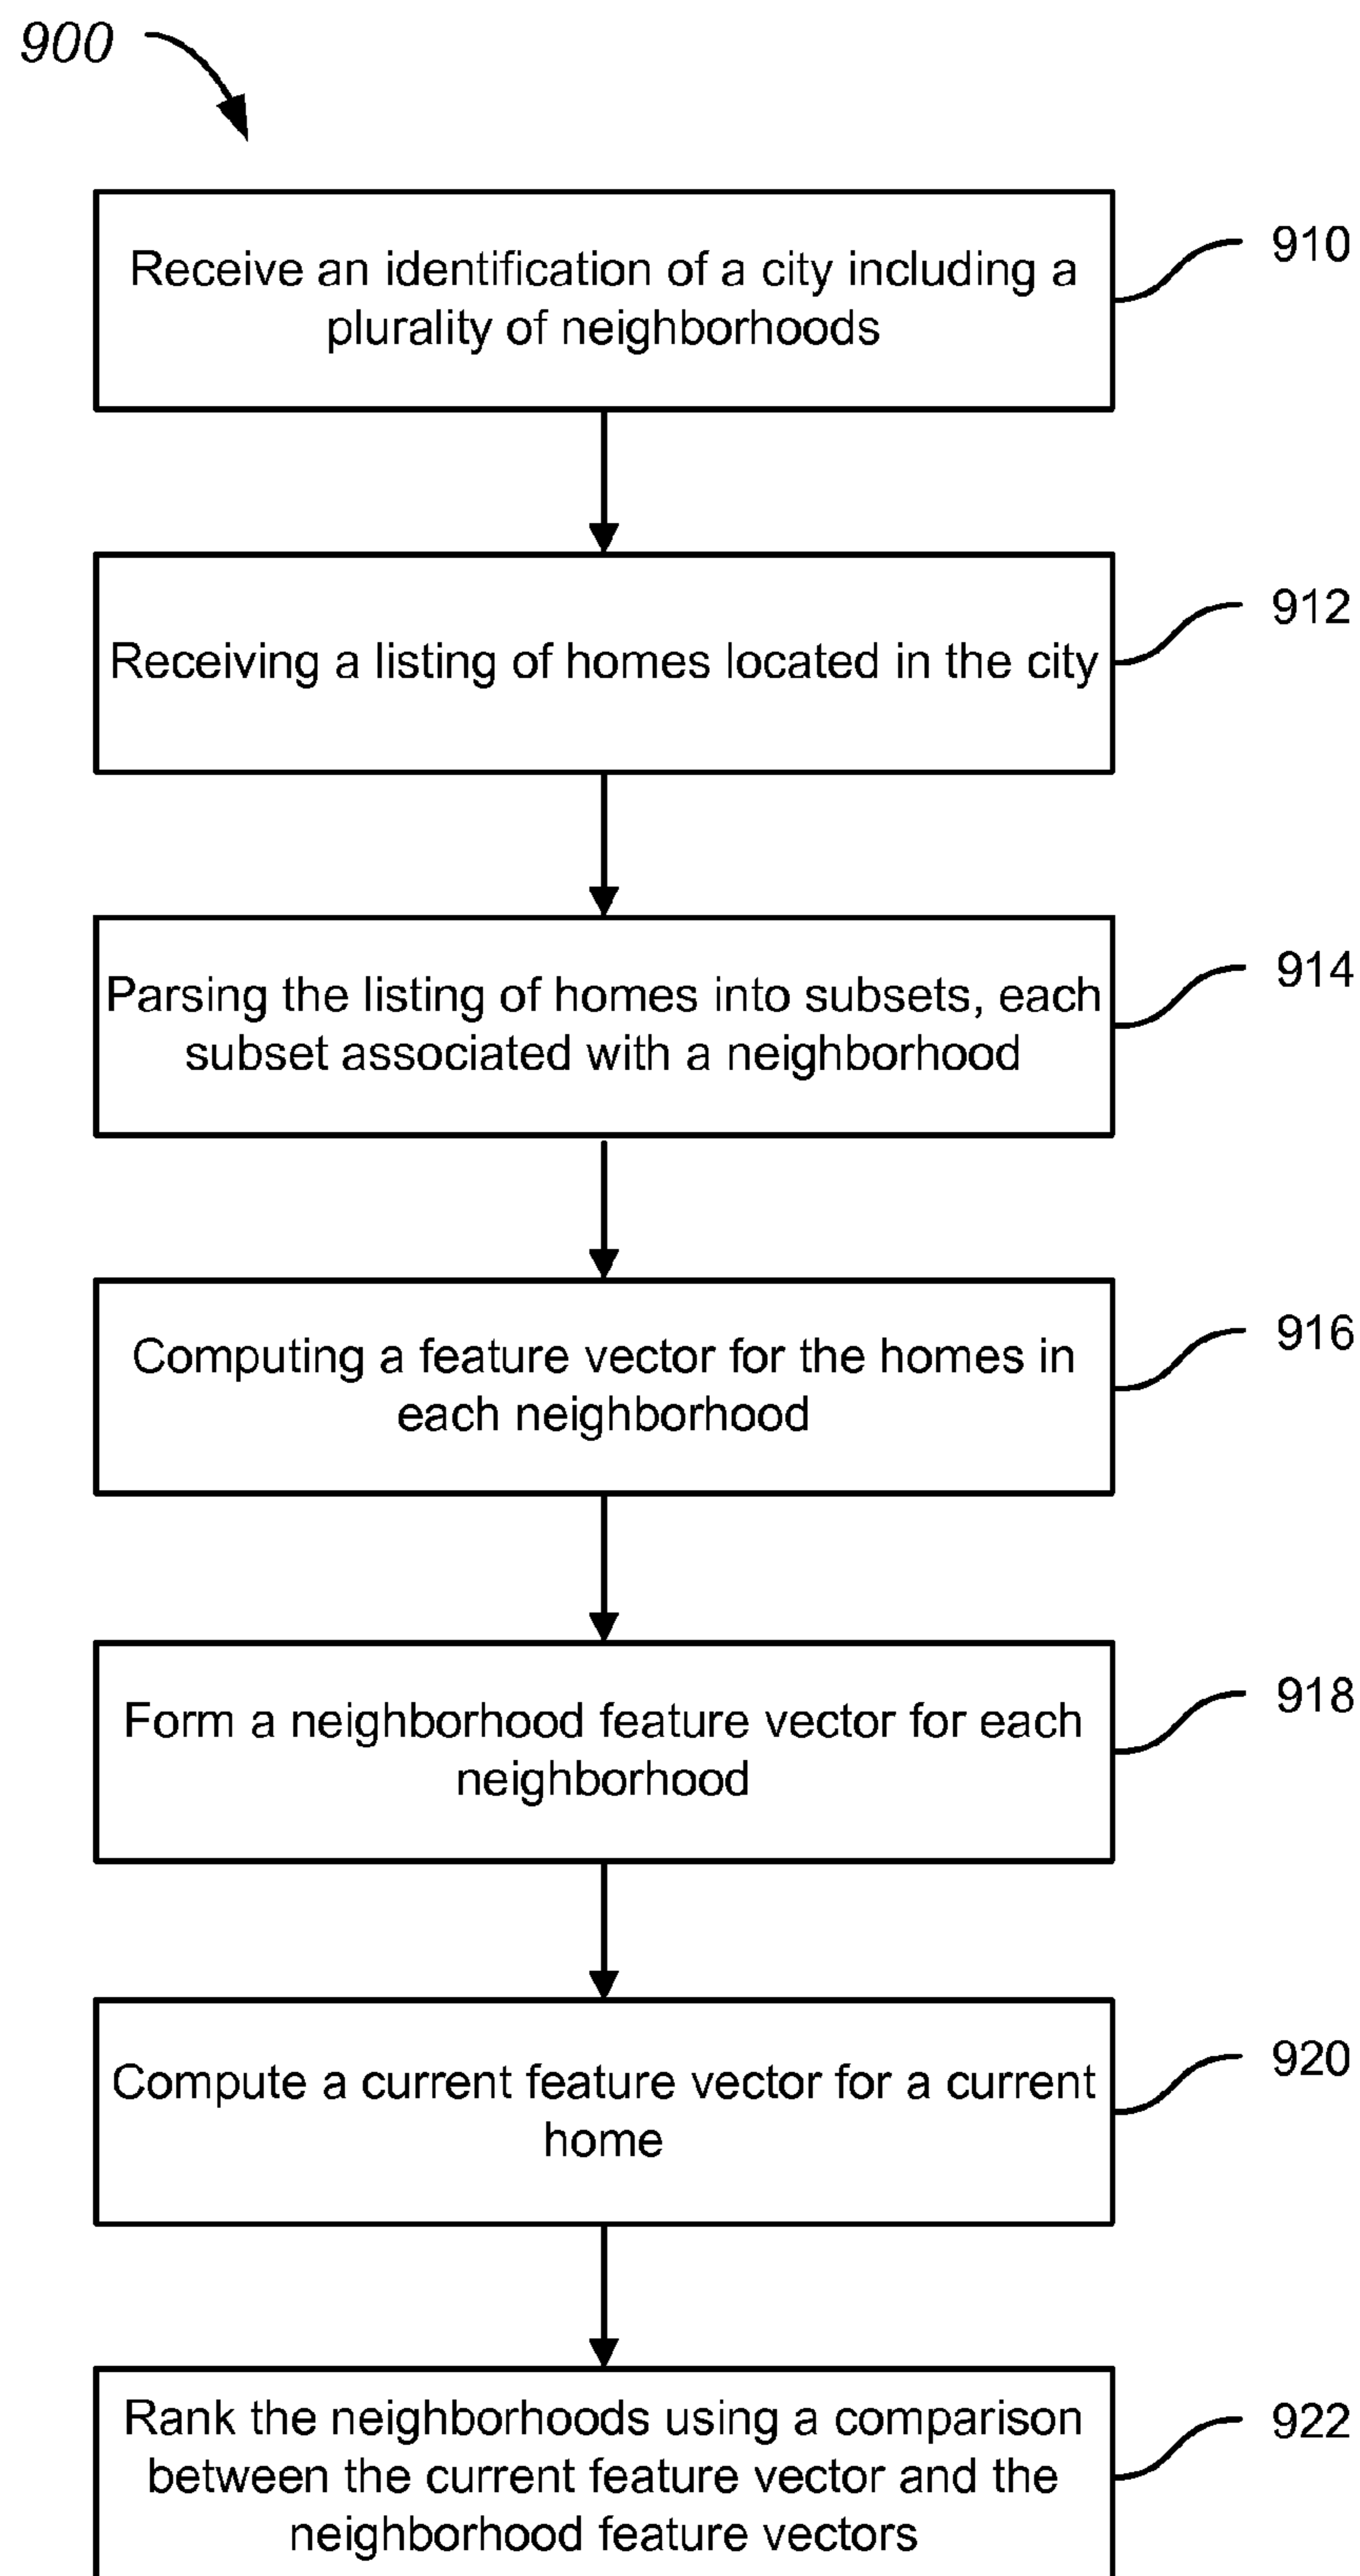 900
Receive an identification of a city including a
plurality of neighborhoods
910
Receiving a listing of homes located in the city
912
Parsing the listing of homes into subsets, each
subset associated with a neighborhood
914
Computing a feature vector for the homes in
each neighborhood
916
Form a neighborhood feature vector for each
neighborhood
918
Compute a current feature vector for a current
home
920
Rank the neighborhoods using a comparison
between the current feature vector and the
neighborhood feature vectors
922